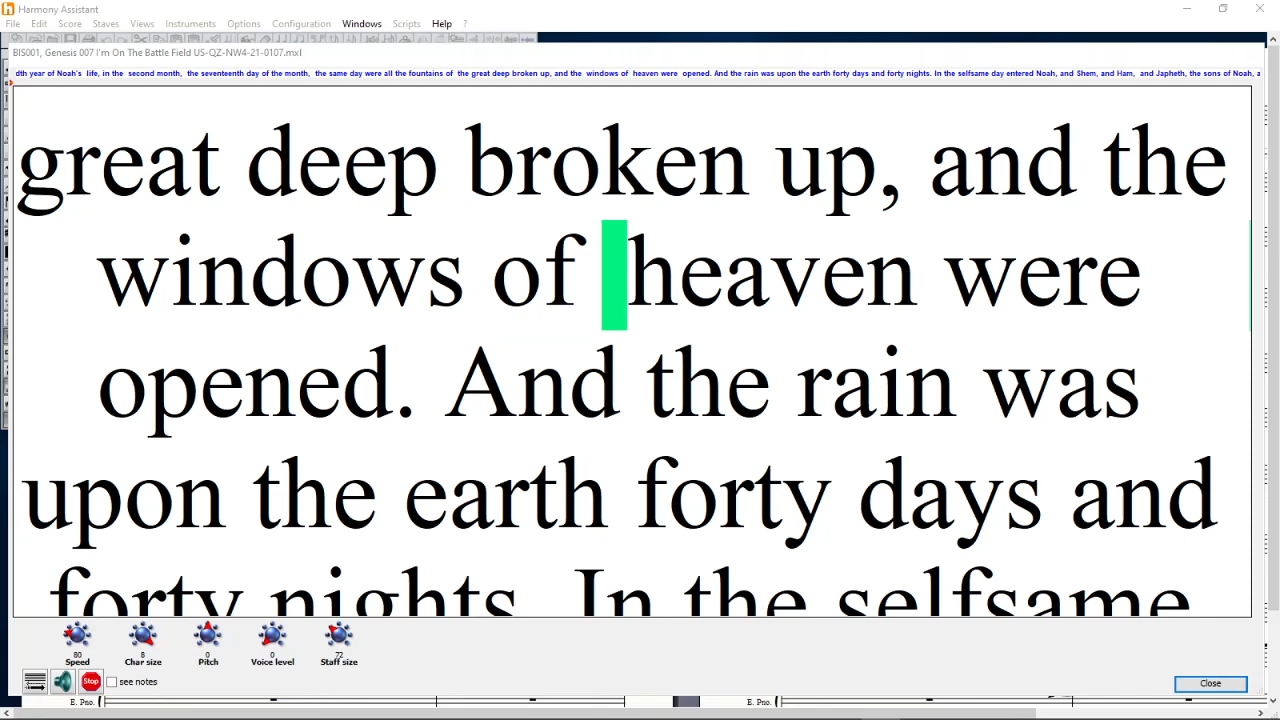 Harmony Assistant
File Edit Score Staves Views Instruments Options Configuration Windows Scripts Help ?
BIS001, Genesis 007 I'm On The Battle Field US-QZ-NW4-21-0107.mxl
dth year of Noah's life, in the second month, the seventeenth day of the month, the same day were all the fountains of the great deep broken up, and the windows of heaven were opened. And the rain was upon the earth forty days and forty nights. In the selfsame day entered Noah, and Shem, and Ham, and Japheth, the sons of Noah, a
great deep broken up, and the
windows of heaven were
opened. And the rain was
upon the earth forty days and
forty nights. In the selfsame
80 8 0 0 72
Speed Char size Pitch Voice level Staff size
Stop see notes Close
E. Pno. E. Pno.